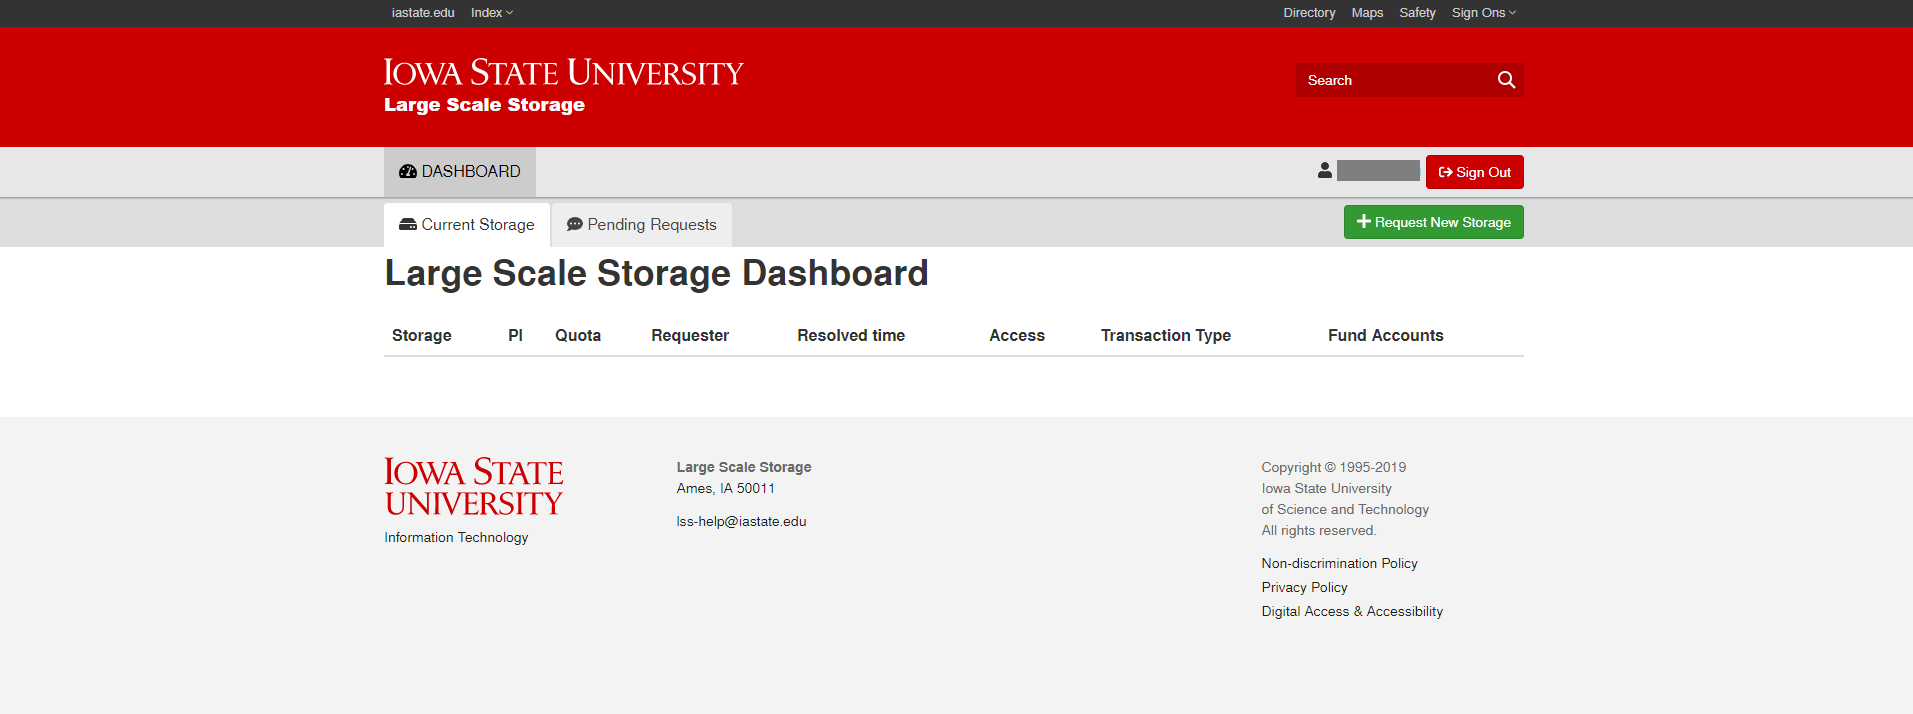 iastate.edu Index Directory Maps Safety Sign Ons
IOWA STATE UNIVERSITY
Large Scale Storage
Search
DASHBOARD Sign Out
Current Storage Pending Requests Request New Storage
Large Scale Storage Dashboard
Storage PI Quota Requester Resolved time Access Transaction Type Fund Accounts
IOWA STATE
UNIVERSITY
Information Technology
Large Scale Storage
Ames, IA 50011
lss-help@iastate.edu
Copyright © 1995-2019
Iowa State University
of Science and Technology
All rights reserved.
Non-discrimination Policy
Privacy Policy
Digital Access & Accessibility